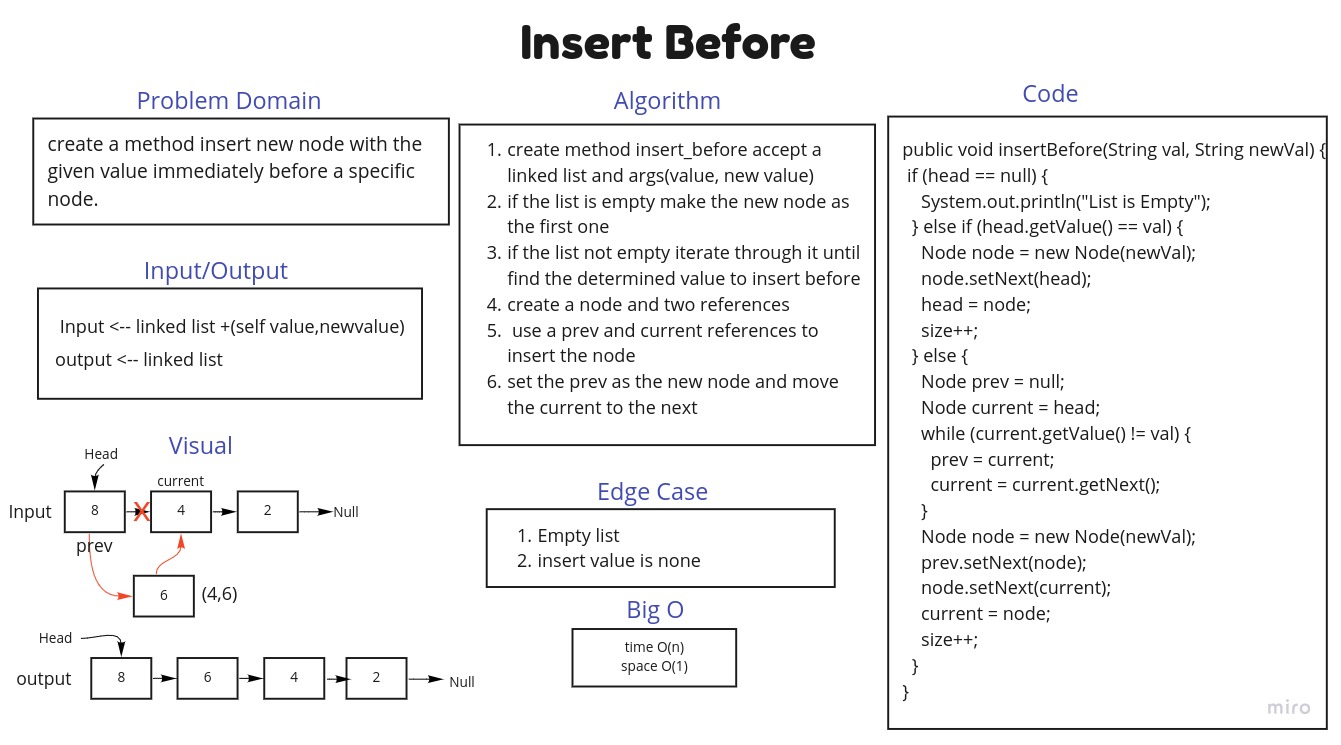 Insert Before
Problem Domain
create a method insert new node with the
given value immediately before a specific
node.
Input/Output
Input <-- linked list +(self value,newvalue)
output <-- linked list
Visual
Head
current
Input
8
4
2
Null
prev
6
(4,6)
Head
output
8
6
4
2
Null
Algorithm
1. create method insert_before accept a
linked list and args(value, new value)
2. if the list is empty make the new node as
the first one
3. if the list not empty iterate through it until
find the determined value to insert before
4. create a node and two references
5. use a prev and current references to
insert the node
6. set the prev as the new node and move
the current to the next
Edge Case
1. Empty list
2. insert value is none
Big O
time O(n)
space O(1)
Code
public void insertBefore(String val, String newVal) {
if (head == null) {
System.out.println("List is Empty");
} else if (head.getValue() == val) {
Node node = new Node(newVal);
node.setNext(head);
head = node;
size++;
} else {
Node prev = null;
Node current = head;
while (current.getValue() != val) {
prev = current;
current = current.getNext();
}
Node node = new Node(newVal);
prev.setNext(node);
node.setNext(current);
current = node;
size++;
}
}
miro